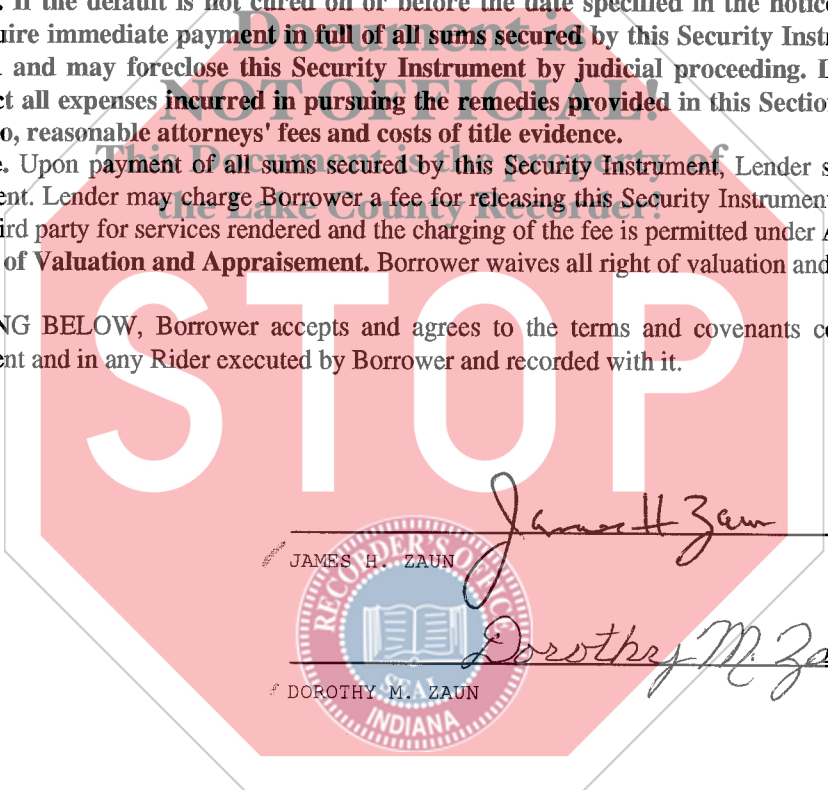 . If the default is not cured on or before the date specified in the notice
uire immediate payment in full of all sums secured by this Security Inst
and may foreclose this Security Instrument by judicial proceeding. L
ct all expenses incurred in pursuing the remedies provided in this Sectio
o, reasonable attorneys' fees and costs of title evidence.
e. Upon payment of all sums secured by this Security Instrument, Lender s
ent. Lender may charge Borrower a fee for releasing this Security Instrumen
ird party for services rendered and the charging of the fee is permitted under A
of Valuation and Appraisement. Borrower waives all right of valuation and
NG BELOW, Borrower accepts and agrees to the terms and covenants c
ent and in any Rider executed by Borrower and recorded with it.
Document is
NOT OFFICIAL!
This Document is the property of
the Lake County Recorder!
STOP
James H Zaun
JAMES H. ZAUN
Dorothy M. Za
DOROTHY M. ZAUN
RECORDER'S OFFICE
SEAL
INDIANA